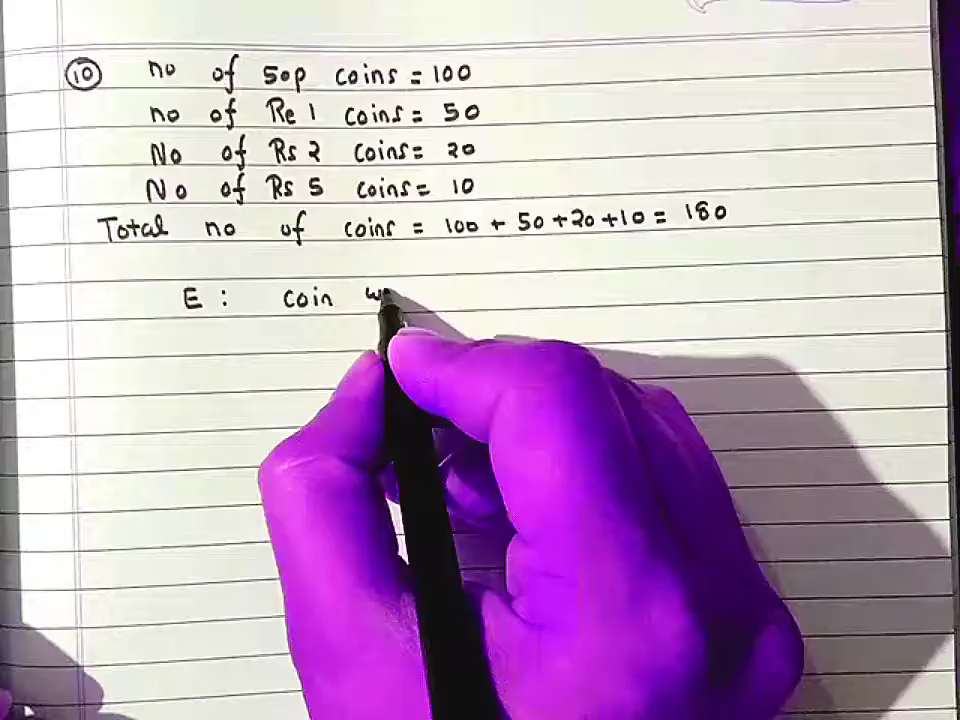 10 no of 50p coins = 100
no of Re 1 coins = 50
No of Rs 2 coins = 20
No of Rs 5 coins = 10
Total no of coins = 100 + 50 + 20 + 10 = 180
E : coin